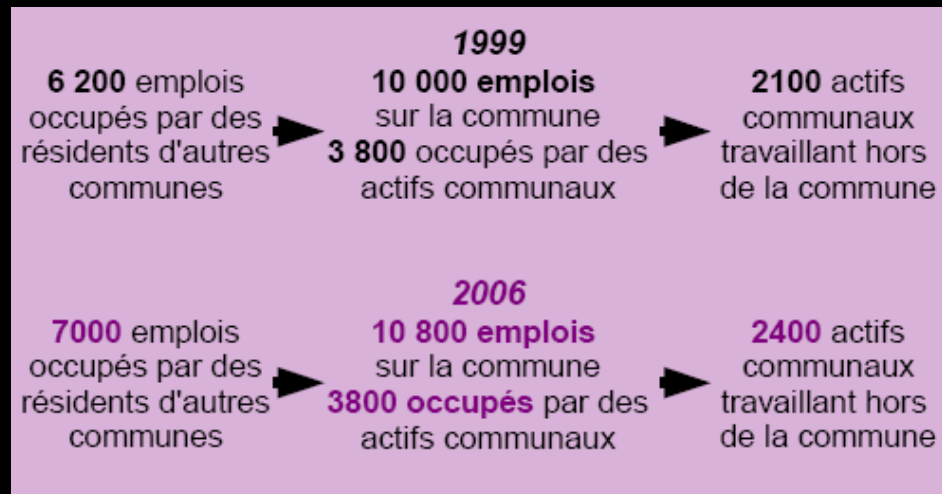 1999
6 200 emplois
occupés par des
résidents d'autres
communes
10 000 emplois
sur la commune
3 800 occupés par des
actifs communaux
2100 actifs
communaux
travaillant hors
de la commune
2006
7000 emplois
occupés par des
résidents d'autres
communes
10 800 emplois
sur la commune
3800 occupés par des
actifs communaux
2400 actifs
communaux
travaillant hors
de la commune